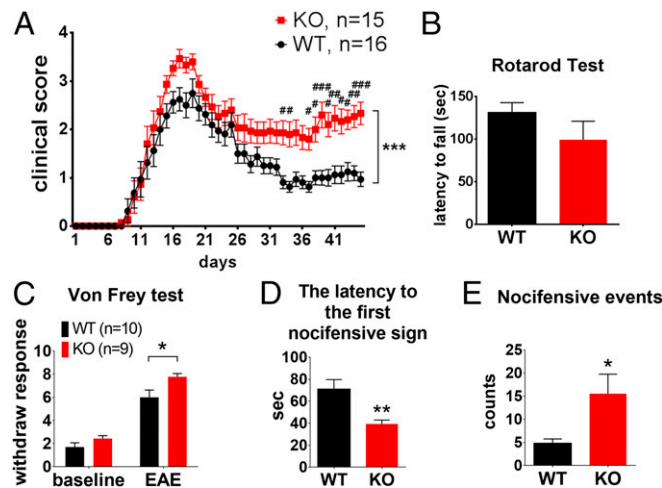 A
KO, n=15
WT, n=16
clinical score
4
3
2
1
0
1 6 11 16 21 26 31 36 41
days
## # # ### ## # ## # ## ###
***
B
Rotarod Test
latency to fall (sec)
150
100
50
0
WT KO
C
Von Frey test
WT (n=10)
KO (n=9)
withdraw response
10
8
6
4
2
0
*
baseline EAE
D
The latency to
the first
nocifensive sign
sec
100
80
60
40
20
0
**
WT KO
E
Nocifensive events
counts
25
20
15
10
5
0
*
WT KO